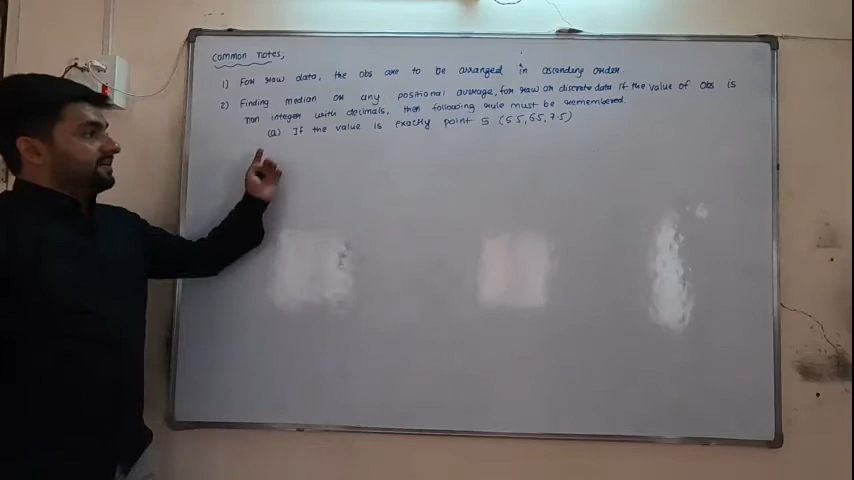 Common notes,
1) For raw data, the obs are to be arranged in ascending order
2) Finding median or any positional average, for raw or discrete data if the value of obs is
non integer with decimals, then following rule must be remembered.
(a) If the value is exactly point 5 (5.5, 6.5, 7.5)